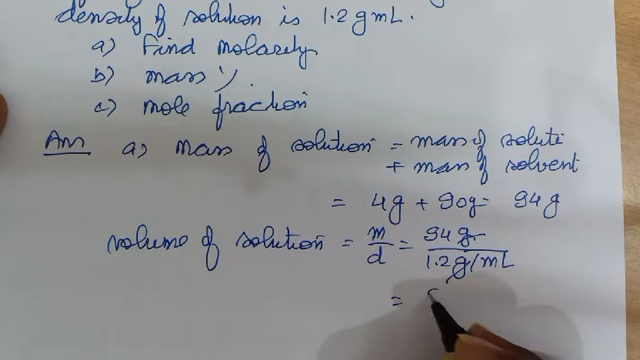 density of solution is 1.2 g mL.
a) Find molarity
b) mass %.
c) mole fraction
Ans a) Mass of solution = mass of solute
+ mass of solvent
= 4g + 90g = 94g
volume of solution = m/d = 94 g/1.2 g/mL
=